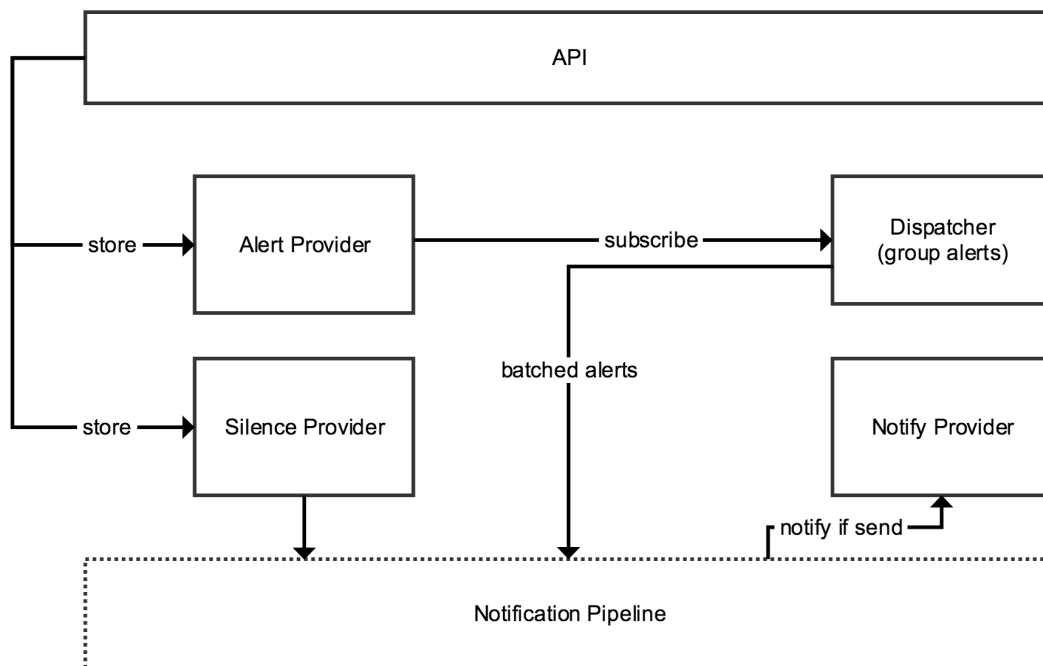 API
store
Alert Provider
subscribe
Dispatcher
(group alerts)
batched alerts
store
Silence Provider
Notify Provider
notify if send
Notification Pipeline